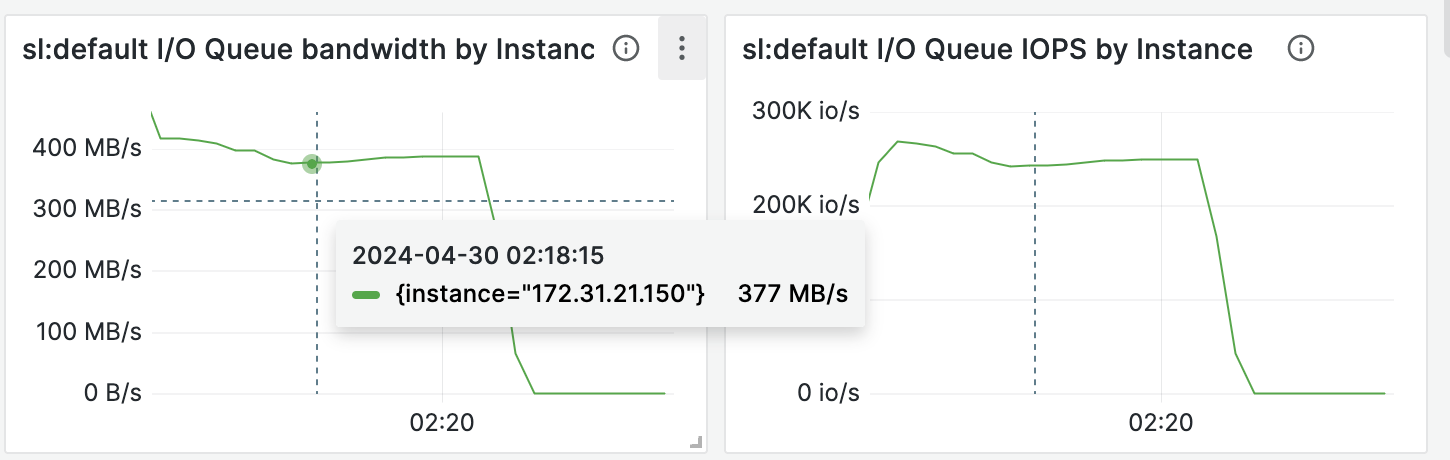 sl:default I/O Queue bandwidth by Instanc
400 MB/s
300 MB/s
200 MB/s
100 MB/s
0 B/s
02:20
2024-04-30 02:18:15
{instance="172.31.21.150"} 377 MB/s
sl:default I/O Queue IOPS by Instance
300K io/s
200K io/s
0 io/s
02:20